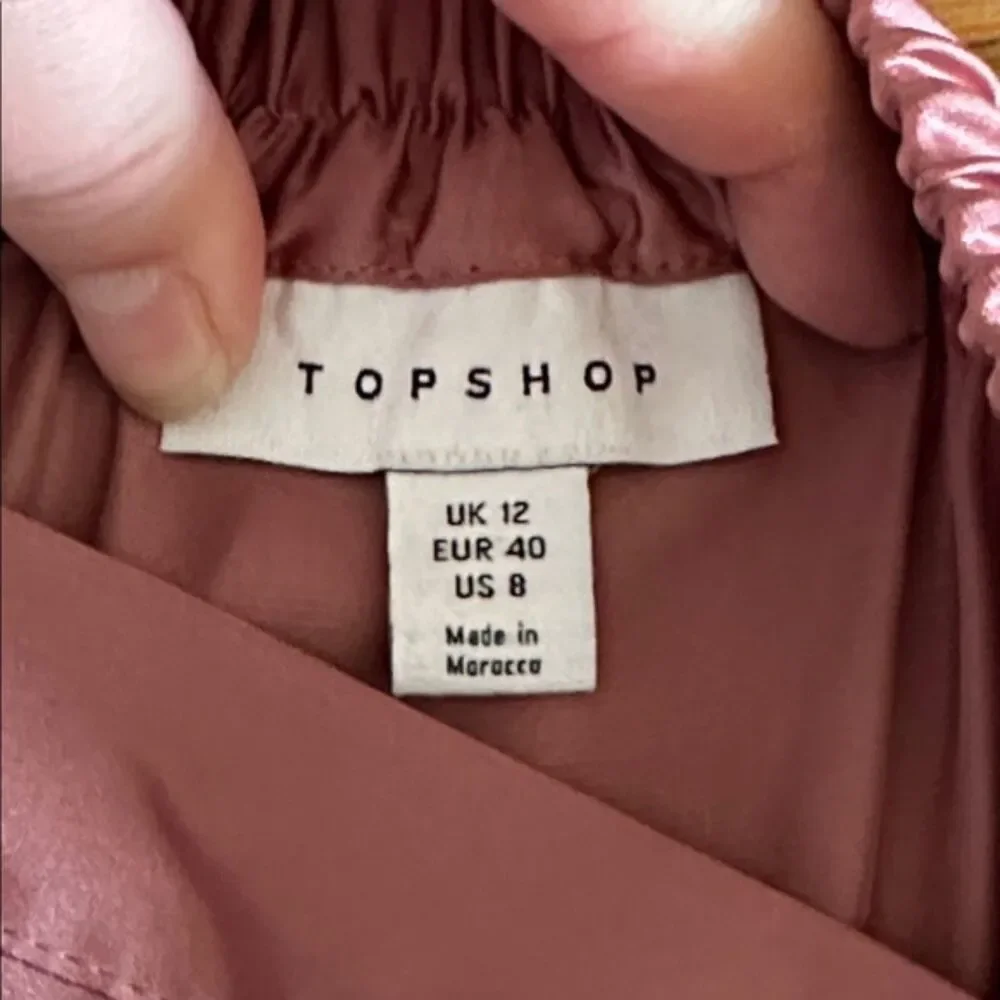 TOPSHOP
UK 12
EUR 40
US 8
Made in
Morocco